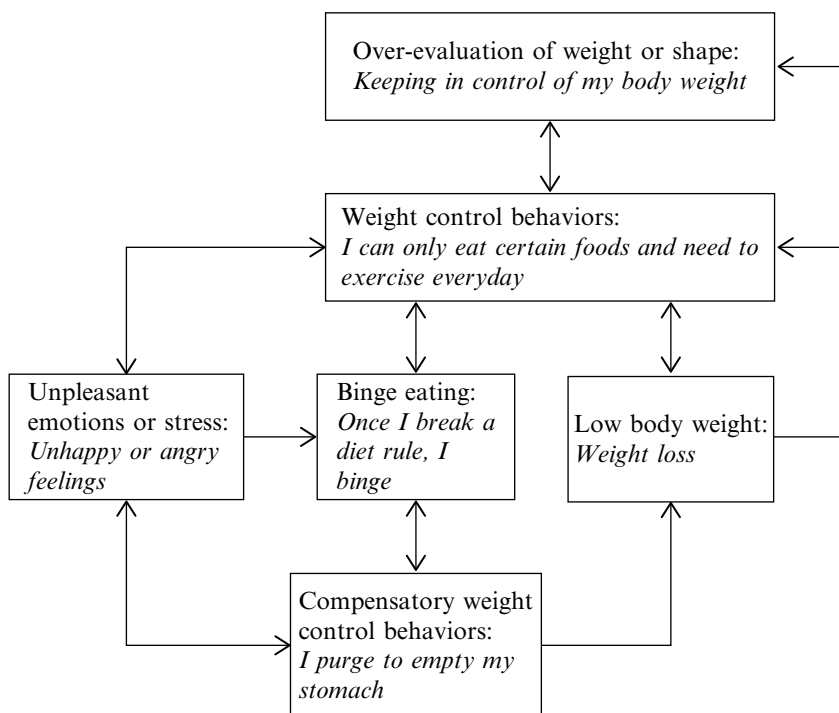 Over-evaluation of weight or shape:
Keeping in control of my body weight
Weight control behaviors:
I can only eat certain foods and need to
exercise everyday
Unpleasant
emotions or stress:
Unhappy or angry
feelings
Binge eating:
Once I break a
diet rule, I
binge
Low body weight:
Weight loss
Compensatory weight
control behaviors:
I purge to empty my
stomach